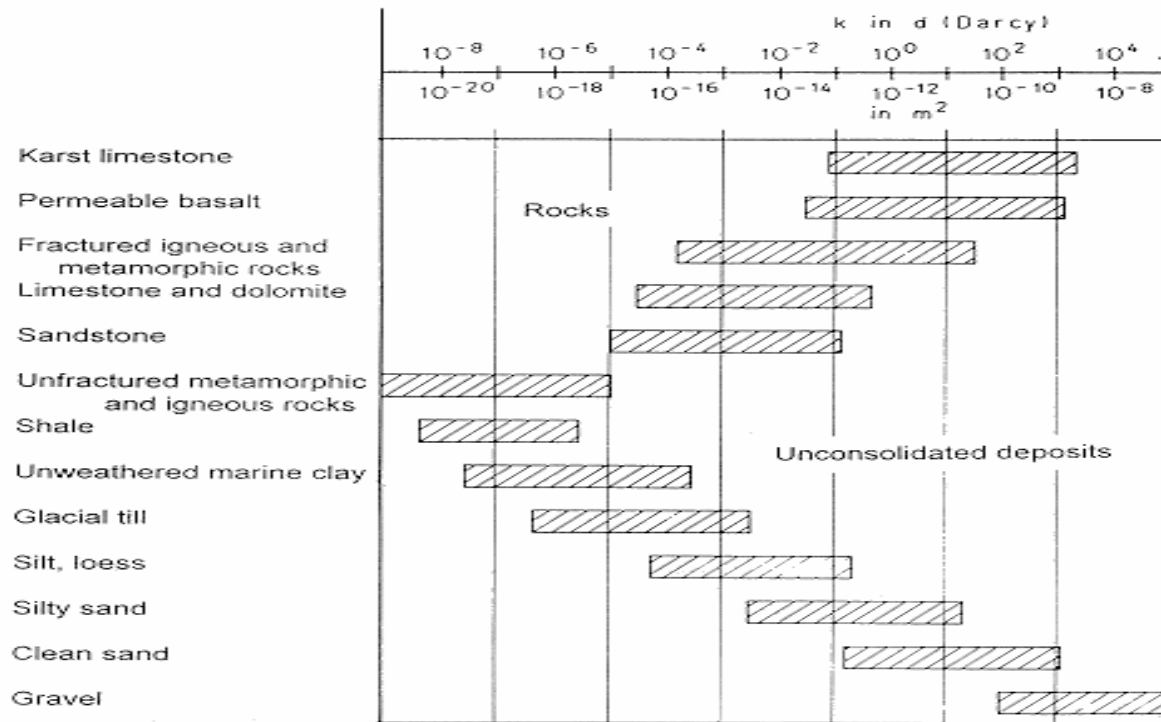 k in d (Darcy)
10⁻⁸ 10⁻⁶ 10⁻⁴ 10⁻² 10⁰ 10² 10⁴
10⁻²⁰ 10⁻¹⁸ 10⁻¹⁶ 10⁻¹⁴ 10⁻¹² 10⁻¹⁰ 10⁻⁸
in m²
Karst limestone
Permeable basalt
Rocks
Fractured igneous and
metamorphic rocks
Limestone and dolomite
Sandstone
Unfractured metamorphic
and igneous rocks
Shale
Unconsolidated deposits
Unweathered marine clay
Glacial till
Silt, loess
Silty sand
Clean sand
Gravel